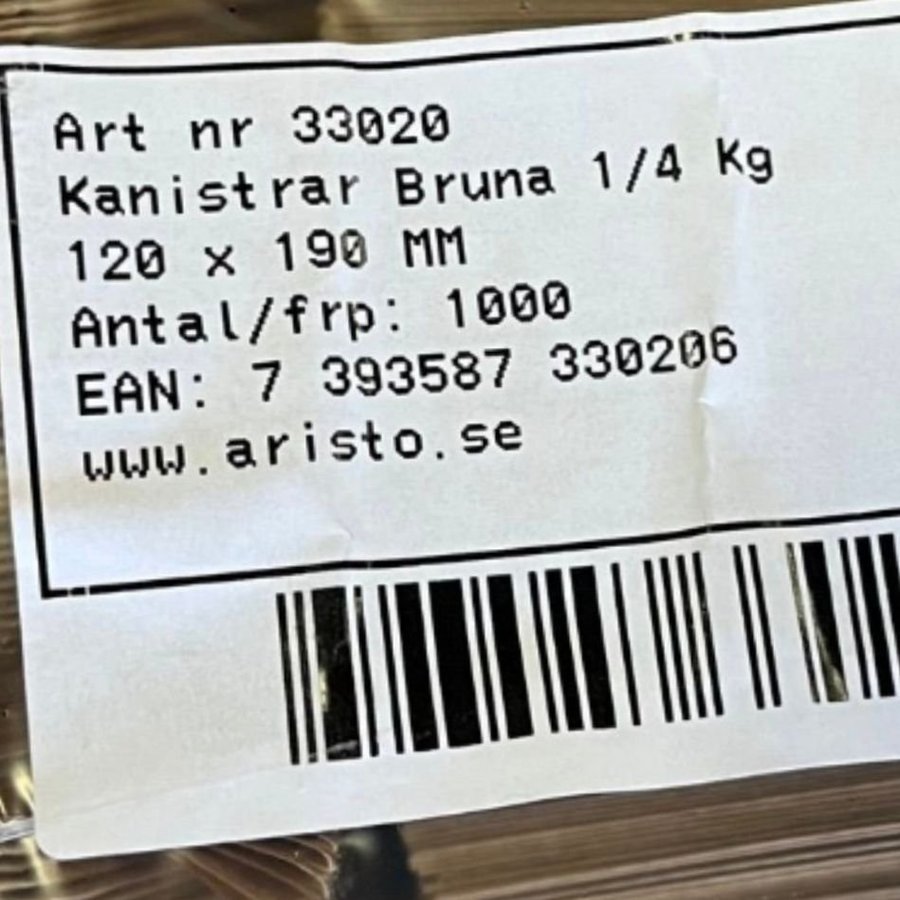 Art nr 33020
Kanistrar Bruna 1/4 Kg
120 x 190 MM
Antal/frp: 1000
EAN: 7 393587 330206
www.aristo.se